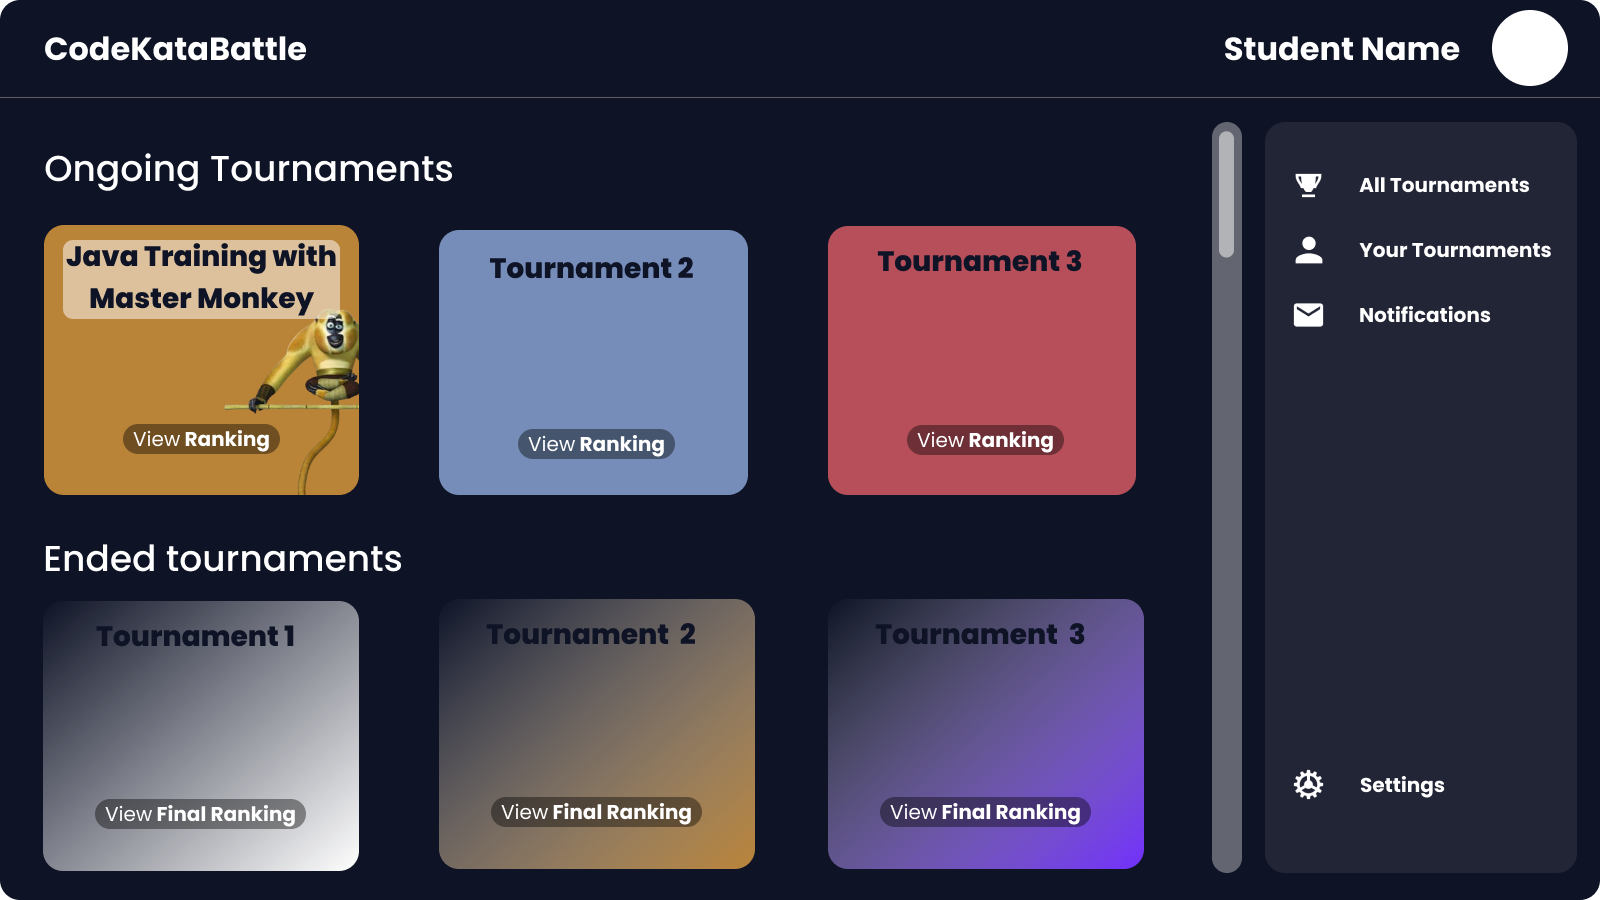 CodeKataBattle
Student Name
Ongoing Tournaments
Java Training with
Master Monkey
View Ranking
Tournament 2
View Ranking
Tournament 3
View Ranking
Ended tournaments
Tournament 1
View Final Ranking
Tournament 2
View Final Ranking
Tournament 3
View Final Ranking
All Tournaments
Your Tournaments
Notifications
Settings